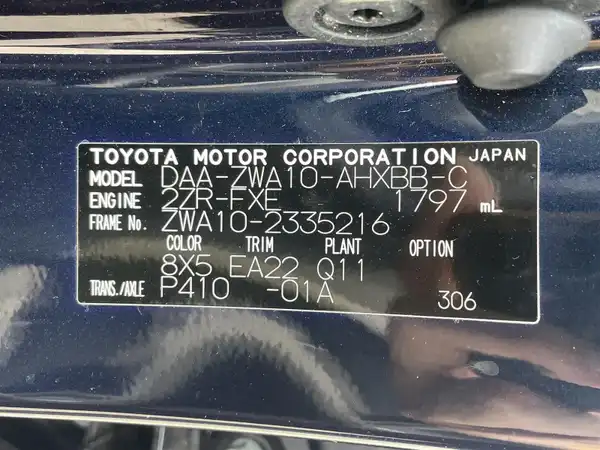 TOYOTA MOTOR CORPORATION JAPAN
MODEL DAA-ZWA10-AHXBB-C
ENGINE 2ZR-FXE 1797 mL
FRAME No. ZWA10-2335216
COLOR TRIM PLANT OPTION
8X5 EA22 Q11
TRANS./AXLE P410 -01A 306